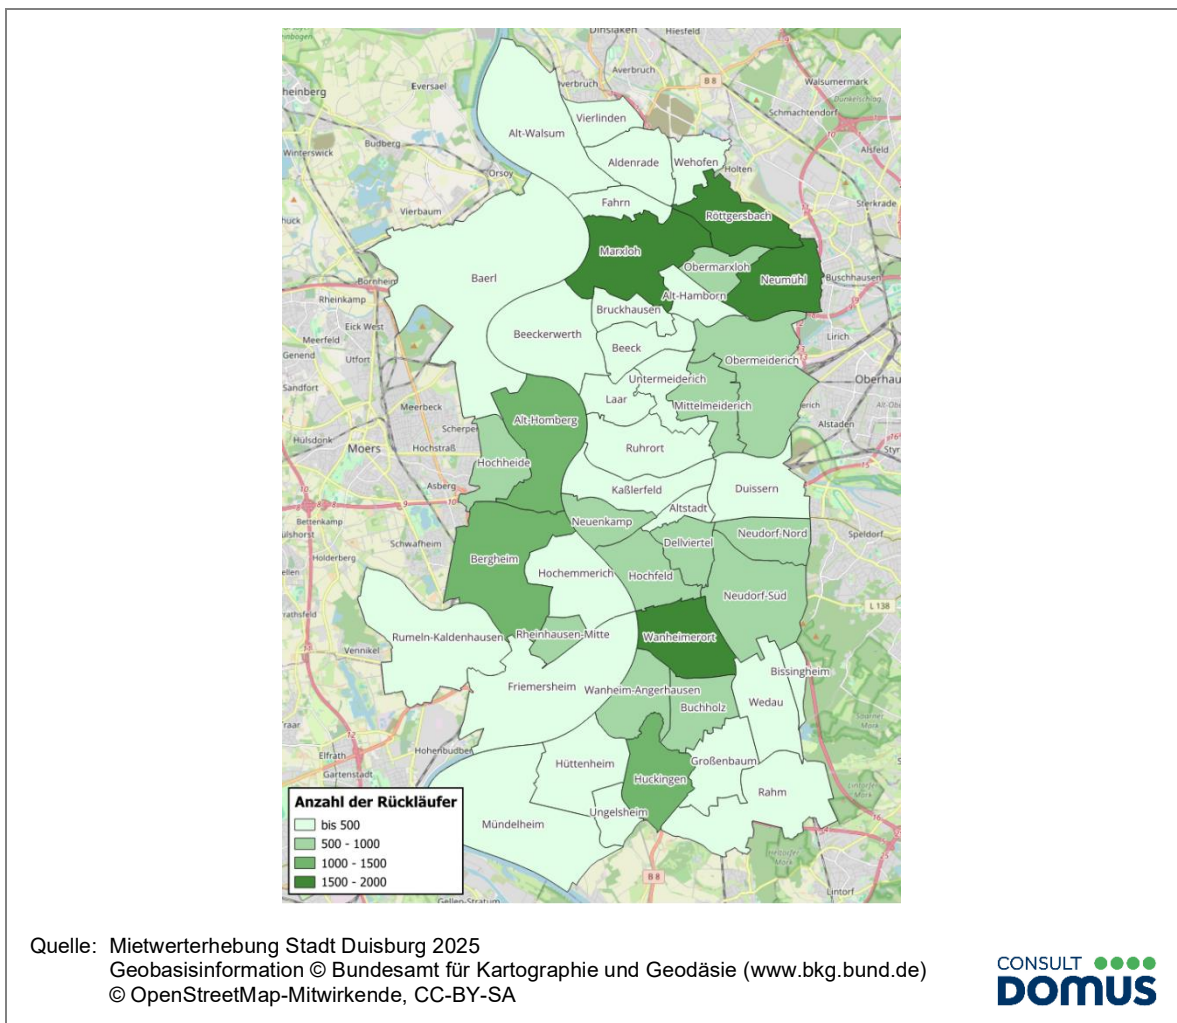 Dinslaken
Hiesfeld
Eversael
Averbruch
B 8
Walsumermark
Schmachtendorf
Vierlinden
Alt-Walsum
Budberg
Winterswick
Orsoy
Aldenrade
Wehofen
Holten
Alsfeld
Sterkrade
Vierbaum
Fahrn
Röttgersbach
Marxloh
Obermarxloh
Neumühl
Buschhausen
Baerl
Bornheim
Rheinkamp
Alt-Hamborn
Bruckhausen
Eick West
Meerfeld
Genend
Utfort
Beeckerwerth
Beeck
Obermeiderich
Lirich
Sandfort
Untermeiderich
Laar
Mittelmeiderich
Meerbeck
Alt-Homberg
Alstaden
Hülsdonk
Moers
Hochstraß
Hochheide
Ruhrort
Asberg
Kaßlerfeld
Duissern
Altstadt
Bettenkamp
Neuenkamp
Neudorf-Nord
Speldorf
Schwafheim
Dellviertel
Holderberg
Bergheim
Hochemmerich
Hochfeld
Neudorf-Süd
L 138
Rumeln-Kaldenhausen
Rheinhausen-Mitte
Wanheimerort
Vennikel
Bissingheim
Friemersheim
Wanheim-Angerhausen
Buchholz
Wedau
Elfrath
Gartenstadt
Hüttenheim
Huckingen
Großenbaum
Rahm
Ungelsheim
Mündelheim
B 8
Lintorf
Gellen-Stratum
Anzahl der Rückläufer
bis 500
500 - 1000
1000 - 1500
1500 - 2000
Quelle: Mietwerterhebung Stadt Duisburg 2025
Geobasisinformation © Bundesamt für Kartographie und Geodäsie (www.bkg.bund.de)
© OpenStreetMap-Mitwirkende, CC-BY-SA
CONSULT
DOMUS